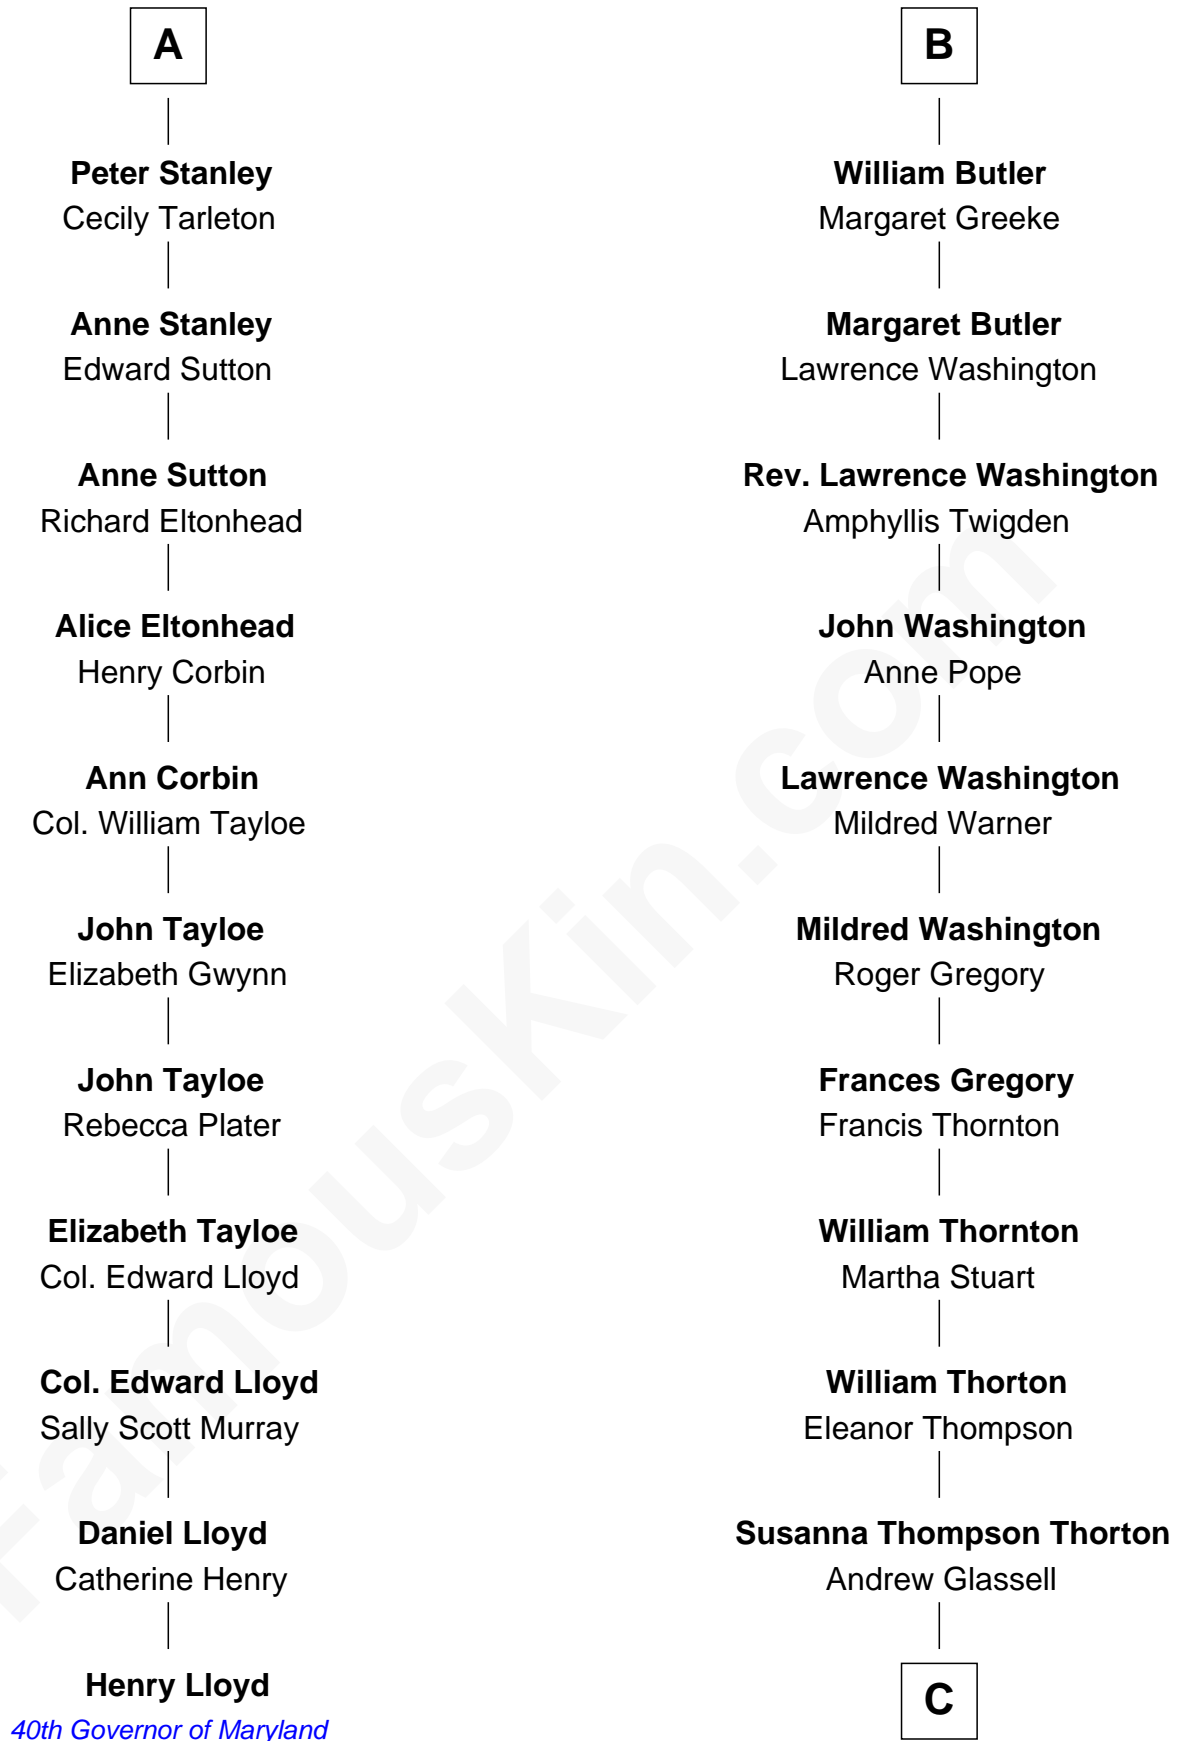 A
Peter Stanley
Cecily Tarleton
Anne Stanley
Edward Sutton
Anne Sutton
Richard Eltonhead
Alice Eltonhead
Henry Corbin
Ann Corbin
Col. William Tayloe
John Tayloe
Elizabeth Gwynn
John Tayloe
Rebecca Plater
Elizabeth Tayloe
Col. Edward Lloyd
Col. Edward Lloyd
Sally Scott Murray
Daniel Lloyd
Catherine Henry
Henry Lloyd
40th Governor of Maryland
B
William Butler
Margaret Greeke
Margaret Butler
Lawrence Washington
Rev. Lawrence Washington
Amphyllis Twigden
John Washington
Anne Pope
Lawrence Washington
Mildred Warner
Mildred Washington
Roger Gregory
Frances Gregory
Francis Thornton
William Thornton
Martha Stuart
William Thorton
Eleanor Thompson
Susanna Thompson Thorton
Andrew Glassell
C
FamousKin.com